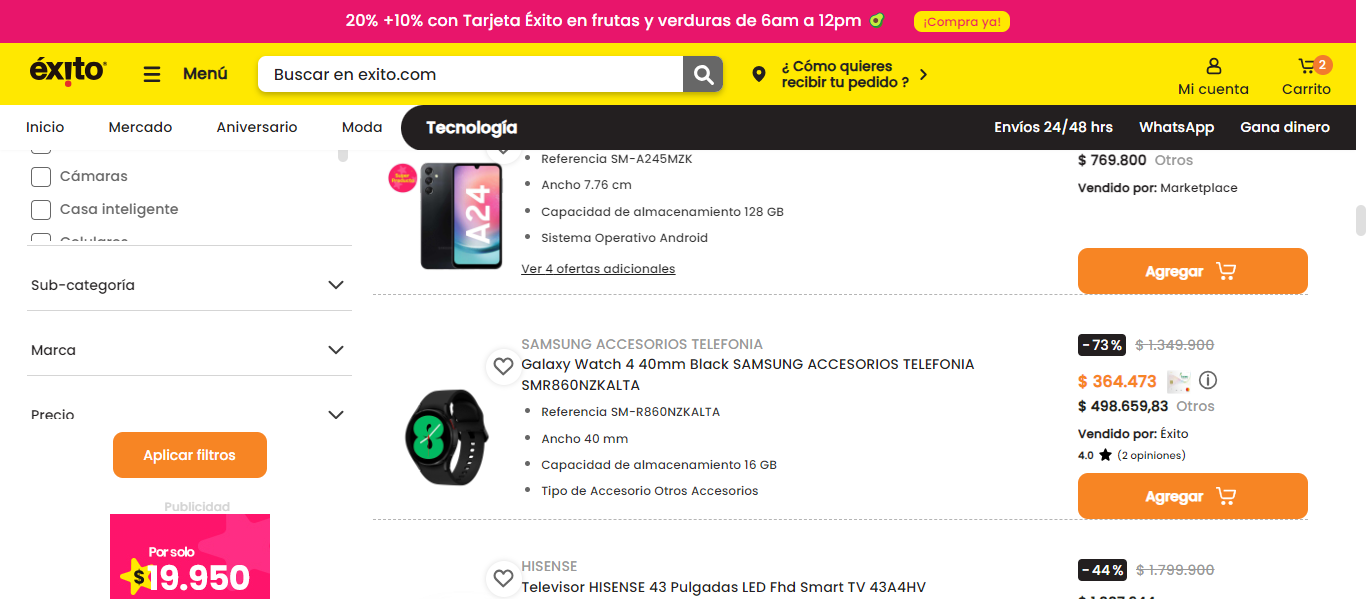 20% +10% con Tarjeta Éxito en frutas y verduras de 6am a 12pm
¡Compra ya!
éxito
Menú
Buscar en exito.com
¿ Cómo quieres
recibir tu pedido ?
2
Mi cuenta
Carrito
Inicio
Mercado
Aniversario
Moda
Tecnología
Envíos 24/48 hrs
WhatsApp
Gana dinero
Cámaras
Casa inteligente
Celulares
Sub-categoría
Marca
Precio
Aplicar filtros
Publicidad
Por solo
$19.950
A24
Referencia SM-A245MZK
Ancho 7.76 cm
Capacidad de almacenamiento 128 GB
Sistema Operativo Android
Ver 4 ofertas adicionales
$ 769.800 Otros
Vendido por: Marketplace
Agregar
SAMSUNG ACCESORIOS TELEFONIA
Galaxy Watch 4 40mm Black SAMSUNG ACCESORIOS TELEFONIA
SMR860NZKALTA
Referencia SM-R860NZKALTA
Ancho 40 mm
Capacidad de almacenamiento 16 GB
Tipo de Accesorio Otros Accesorios
-73% $ 1.349.900
$ 364.473
$ 498.659,83 Otros
Vendido por: Éxito
4.0 (2 opiniones)
Agregar
HISENSE
Televisor HISENSE 43 Pulgadas LED Fhd Smart TV 43A4HV
-44% $ 1.799.900